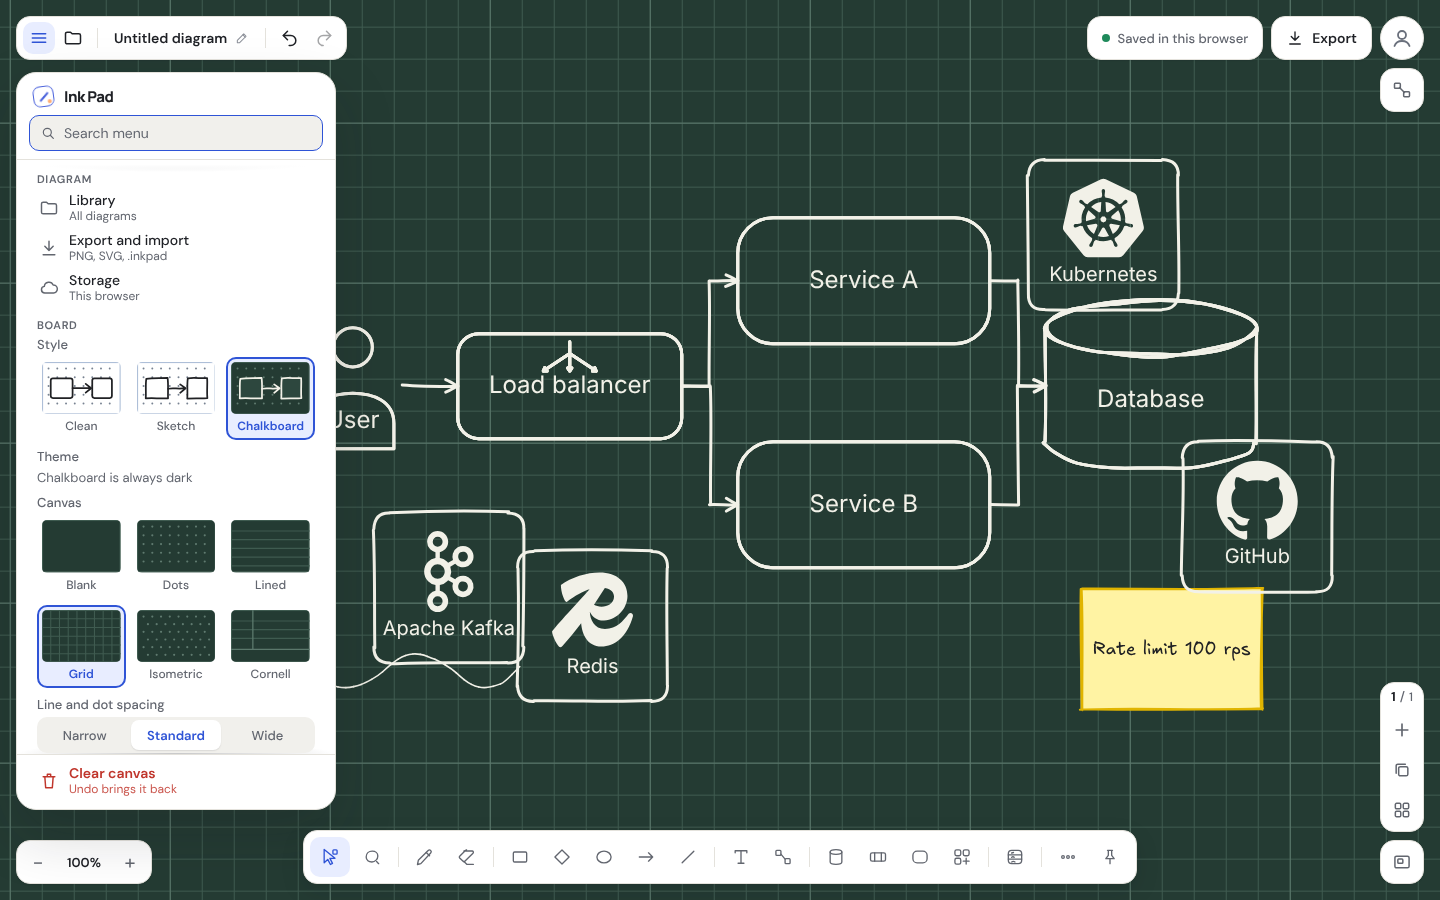 Untitled diagram
Saved in this browser
Export
InkPad
Search menu
DIAGRAM
Library
All diagrams
Export and import
PNG, SVG, .inkpad
Storage
This browser
BOARD
Style
Clean
Sketch
Chalkboard
Theme
Chalkboard is always dark
Canvas
Blank
Dots
Lined
Grid
Isometric
Cornell
Line and dot spacing
Narrow
Standard
Wide
Clear canvas
Undo brings it back
User
Load balancer
Service A
Service B
Kubernetes
Database
GitHub
Apache Kafka
Redis
Rate limit 100 rps
1 / 1
100%